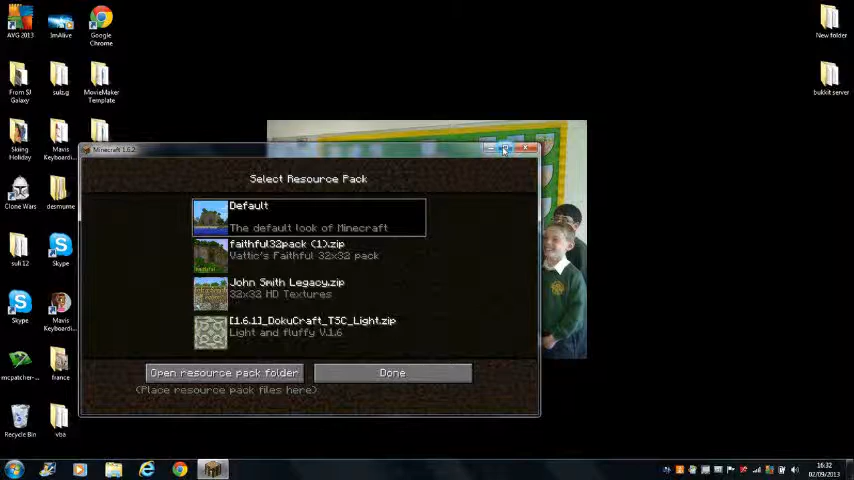 AVG 2013
ImAlive
Google
Chrome
New folder
From SJ
Galaxy
sulz.g
MovieMaker
Template
bukkit server
Skiing
Holiday
Mavis
Keyboardi...
Minecraft 1.6.2
Select Resource Pack
Default
The default look of Minecraft
faithful32pack (1).zip
Vattic's Faithful 32x32 pack
John Smith Legacy.zip
32x32 HD Textures
[1.6.1]_DokuCraft_TSC_Light.zip
Light and fluffy V.1.6
Open resource pack folder
Done
(Place resource pack files here)
Clone Wars
desmume
suli 12
Skype
Skype
Mavis
Keyboardi...
mcpatcher-...
france
Recycle Bin
vba
16:32
02/09/2013